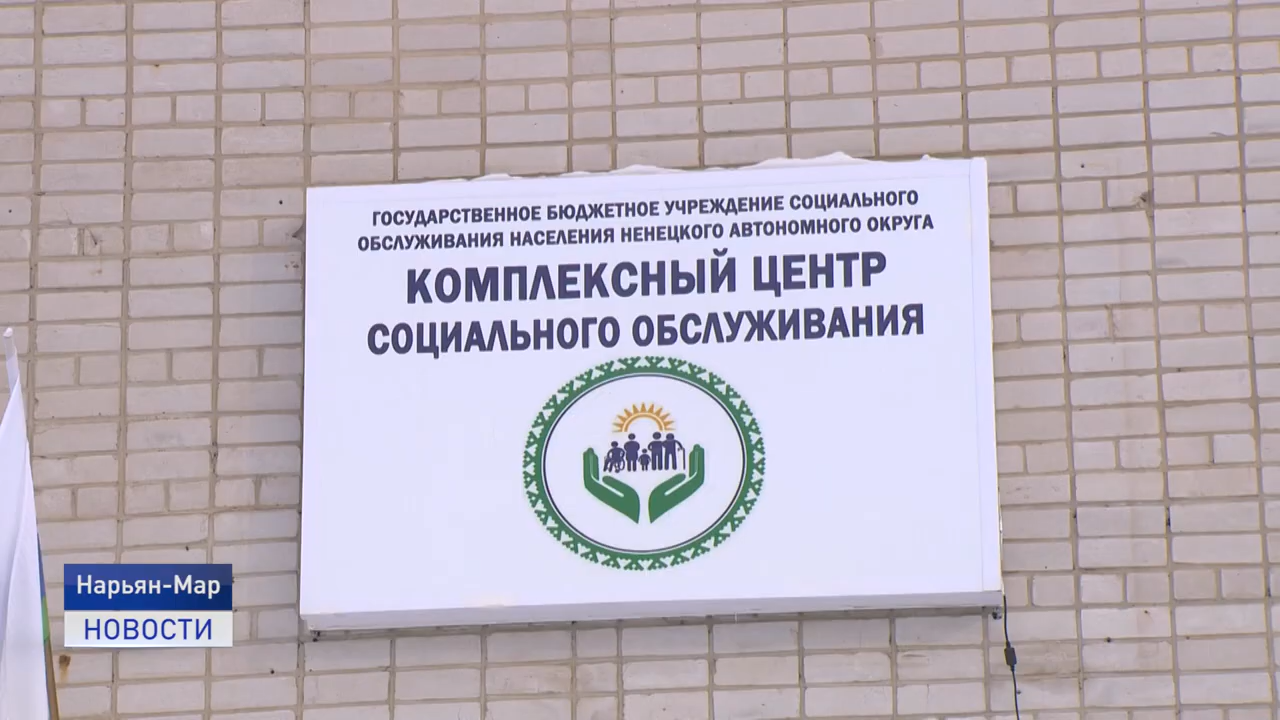 ГОСУДАРСТВЕННОЕ БЮДЖЕТНОЕ УЧРЕЖДЕНИЕ СОЦИАЛЬНОГО
ОБСЛУЖИВАНИЯ НАСЕЛЕНИЯ НЕНЕЦКОГО АВТОНОМНОГО ОКРУГА
КОМПЛЕКСНЫЙ ЦЕНТР
СОЦИАЛЬНОГО ОБСЛУЖИВАНИЯ
Нарьян-Мар
НОВОСТИ